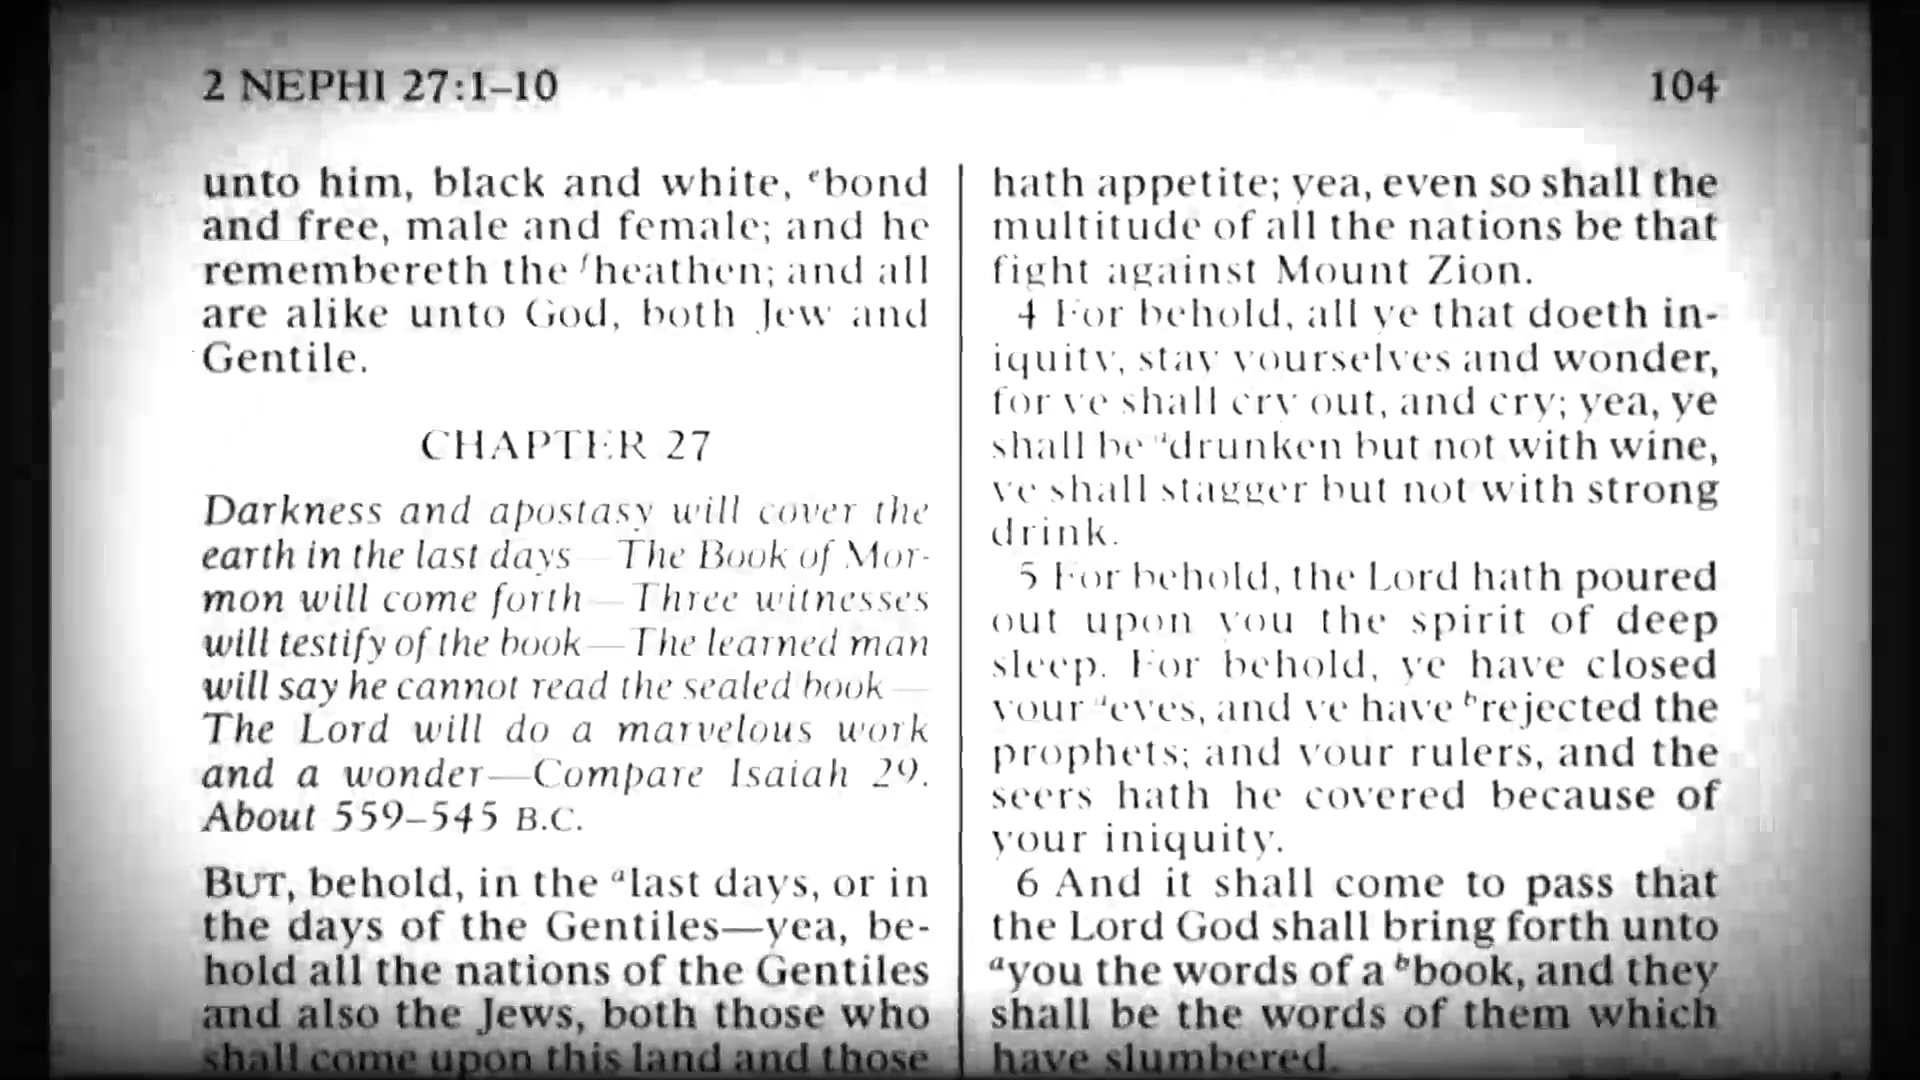 2 NEPHI 27:1–10
104
unto him, black and white, ᵉbond
and free, male and female; and he
remembereth the ᶠheathen; and all
are alike unto God, both Jew and
Gentile.
CHAPTER 27
Darkness and apostasy will cover the
earth in the last days—The Book of Mor-
mon will come forth—Three witnesses
will testify of the book—The learned man
will say he cannot read the sealed book—
The Lord will do a marvelous work
and a wonder—Compare Isaiah 29.
About 559–545 B.C.
BUT, behold, in the ᵃlast days, or in
the days of the Gentiles—yea, be-
hold all the nations of the Gentiles
and also the Jews, both those who
shall come upon this land and those
hath appetite; yea, even so shall the
multitude of all the nations be that
fight against Mount Zion.
4 For behold, all ye that doeth in-
iquity, stay yourselves and wonder,
for ye shall cry out, and cry; yea, ye
shall be ᵃdrunken but not with wine,
ye shall stagger but not with strong
drink.
5 For behold, the Lord hath poured
out upon you the spirit of deep
sleep. For behold, ye have closed
your ᵃeyes, and ye have ᵇrejected the
prophets; and your rulers, and the
seers hath he covered because of
your iniquity.
6 And it shall come to pass that
the Lord God shall bring forth unto
ᵃyou the words of a ᵇbook, and they
shall be the words of them which
have slumbered.